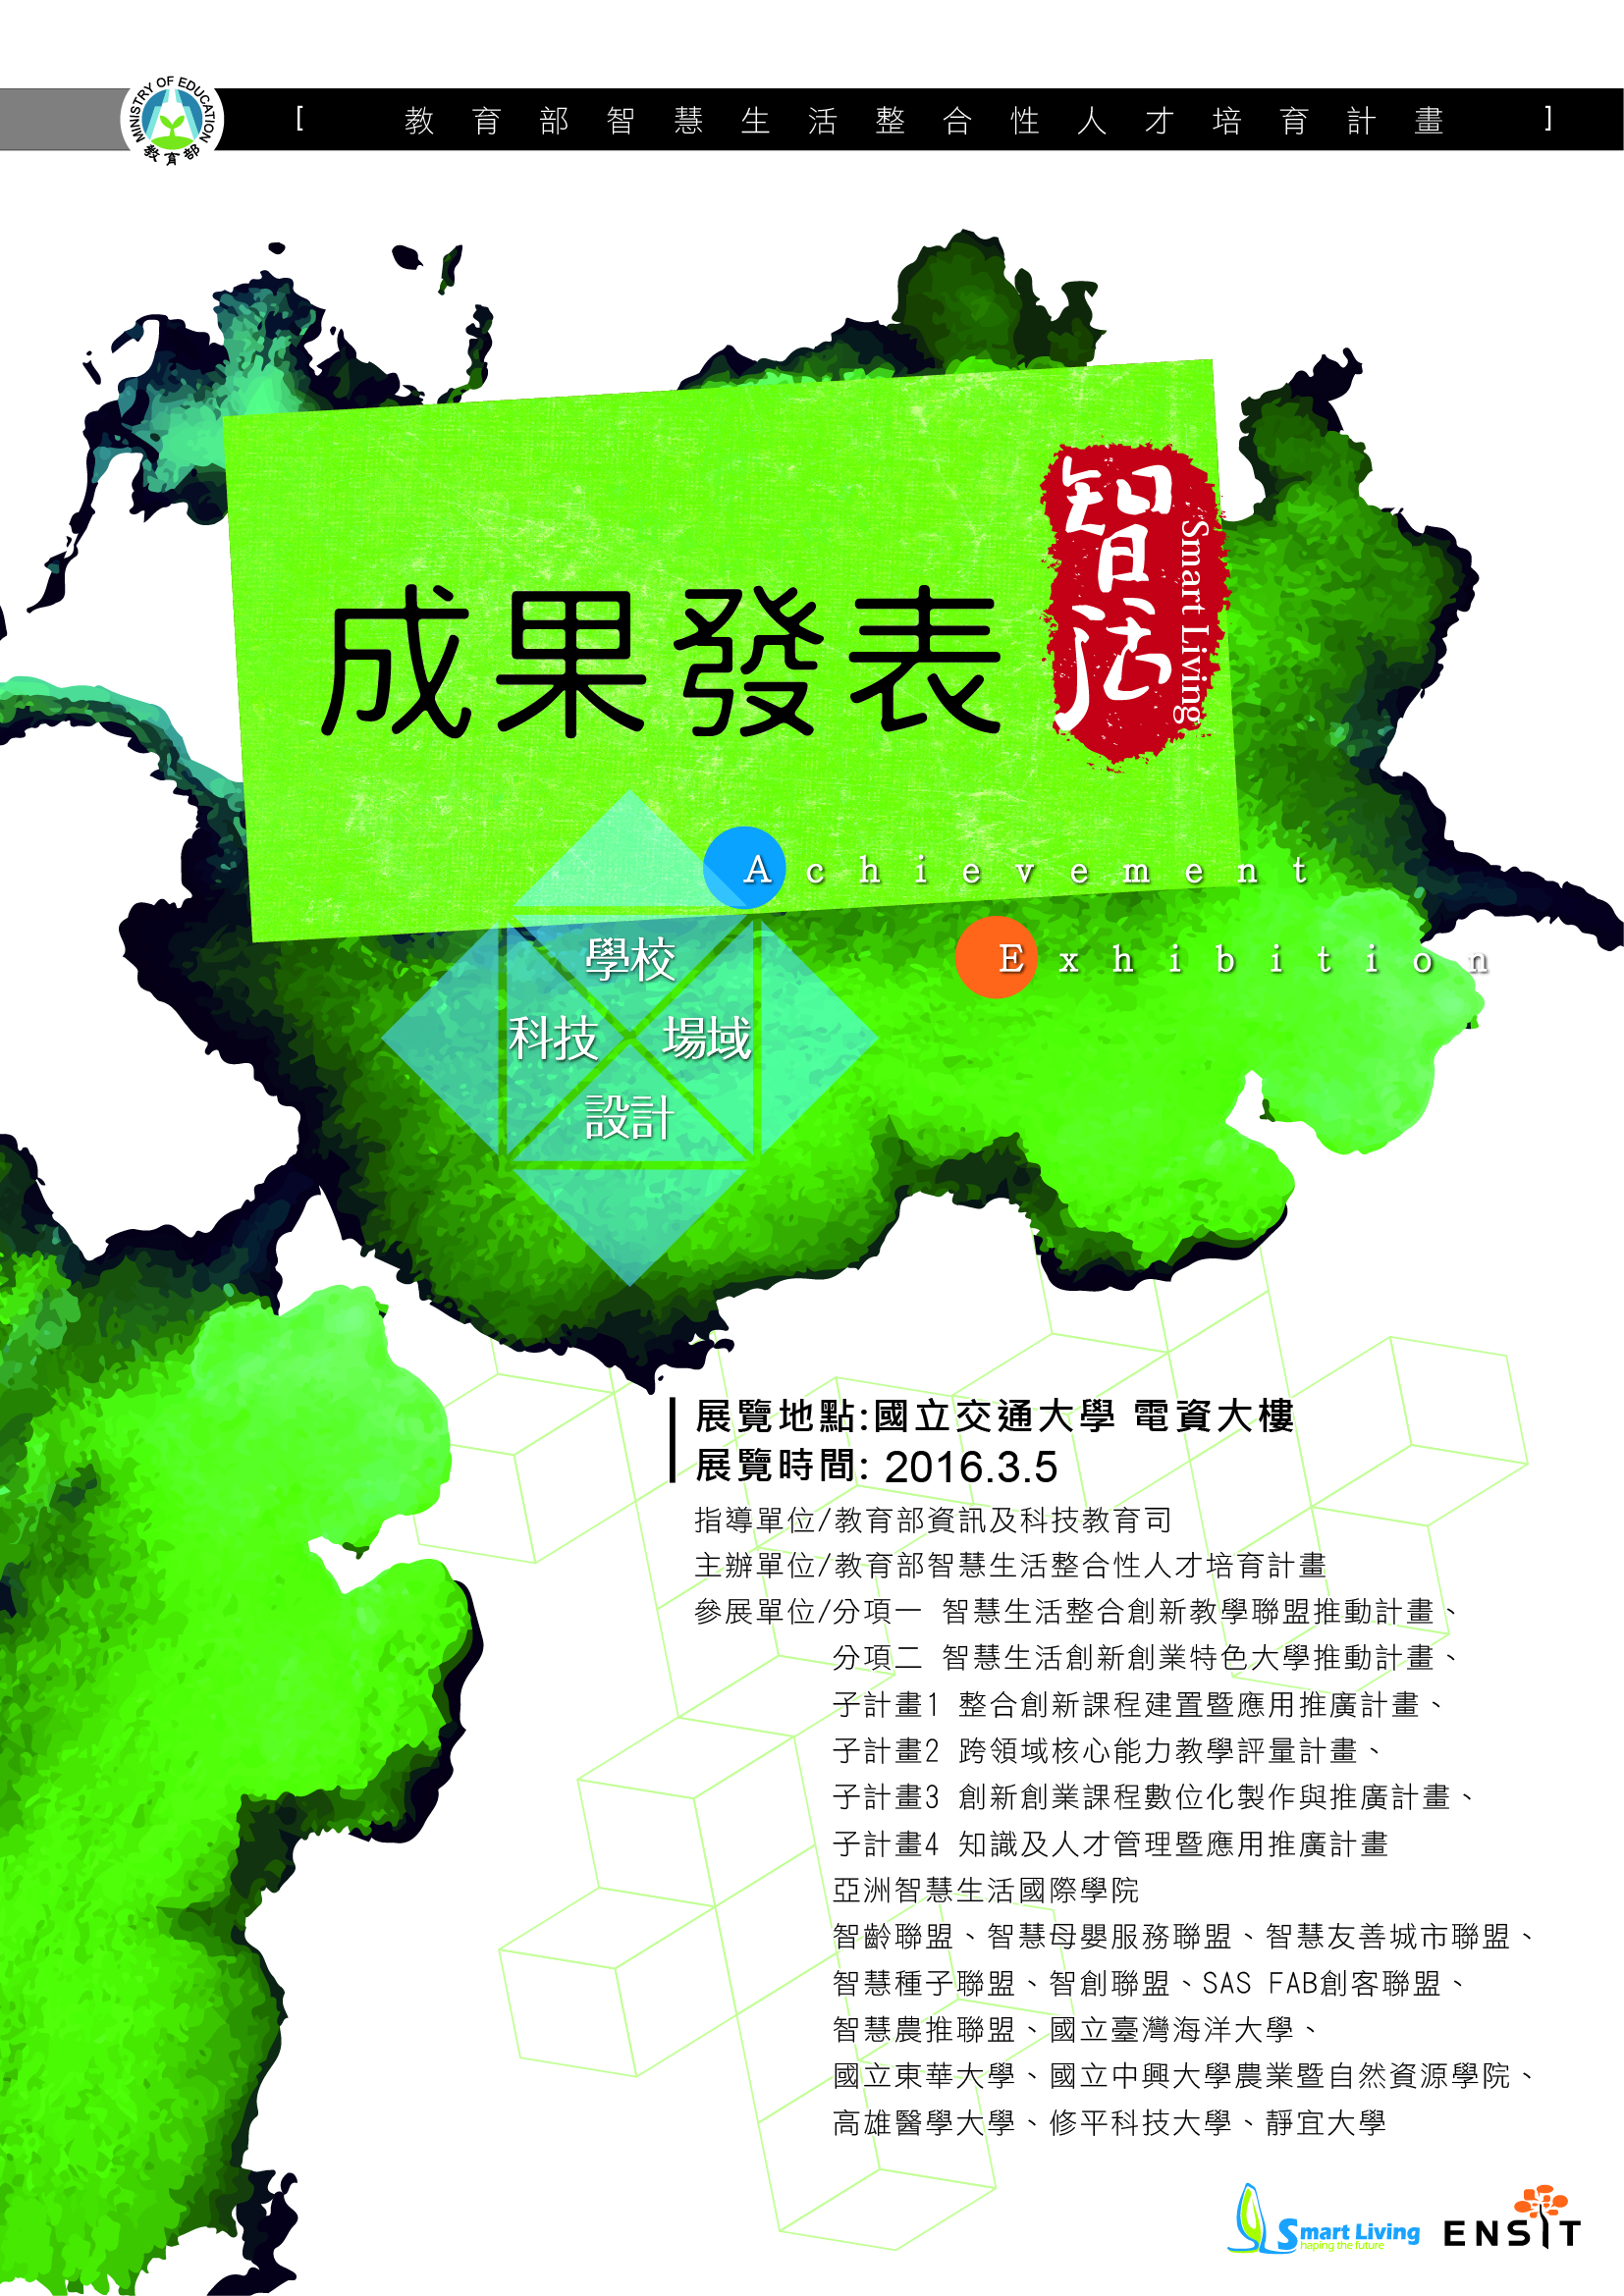 MINISTRY OF EDUCATION
教育部
[ 教育部智慧生活整合性人才培育計畫 ]
成果發表
智活
Smart Living
Achievement
Exhibition
學校
科技 場域
設計
展覽地點:國立交通大學 電資大樓
展覽時間: 2016.3.5
指導單位/教育部資訊及科技教育司
主辦單位/教育部智慧生活整合性人才培育計畫
參展單位/分項一 智慧生活整合創新教學聯盟推動計畫、
分項二 智慧生活創新創業特色大學推動計畫、
子計畫1 整合創新課程建置暨應用推廣計畫、
子計畫2 跨領域核心能力教學評量計畫、
子計畫3 創新創業課程數位化製作與推廣計畫、
子計畫4 知識及人才管理暨應用推廣計畫
亞洲智慧生活國際學院
智齡聯盟、智慧母嬰服務聯盟、智慧友善城市聯盟、
智慧種子聯盟、智創聯盟、SAS FAB創客聯盟、
智慧農推聯盟、國立臺灣海洋大學、
國立東華大學、國立中興大學農業暨自然資源學院、
高雄醫學大學、修平科技大學、靜宜大學
Smart Living
haping the future
ENSIT